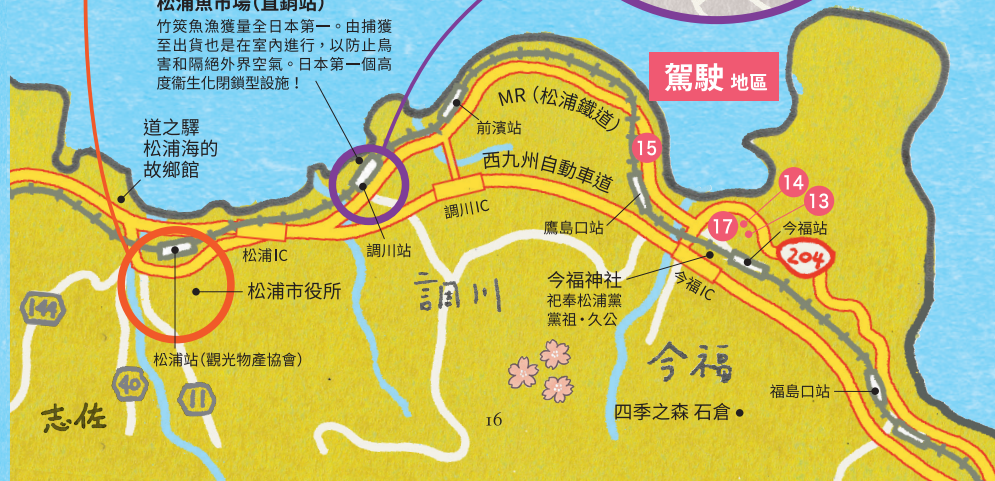 松浦魚市場(直銷站)
竹筴魚漁獲量全日本第一。由捕獲
至出貨也是在室內進行，以防止鳥
害和隔絕外界空氣。日本第一個高
度衞生化閉鎖型設施！
駕駛 地區
MR（松浦鐵道）
前濱站
道之驛
松浦海的
故鄉館
西九州自動車道
15
14
13
17
今福站
調川IC
鷹島口站
204
松浦IC
調川站
今福神社
祀奉松浦黨
黨祖・久公
今福IC
松浦市役所
調川
144
松浦站（觀光物產協會）
今福
40
11
福島口站
志佐
16
四季之森 石倉